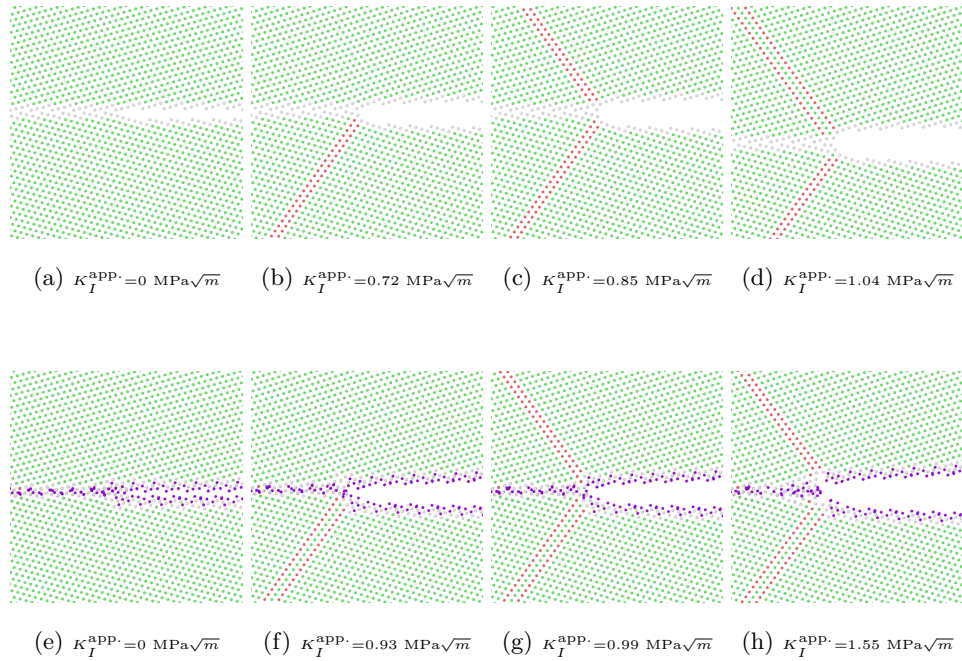 (a) K_I^app.=0 MPa√m (b) K_I^app.=0.72 MPa√m (c) K_I^app.=0.85 MPa√m (d) K_I^app.=1.04 MPa√m
(e) K_I^app.=0 MPa√m (f) K_I^app.=0.93 MPa√m (g) K_I^app.=0.99 MPa√m (h) K_I^app.=1.55 MPa√m